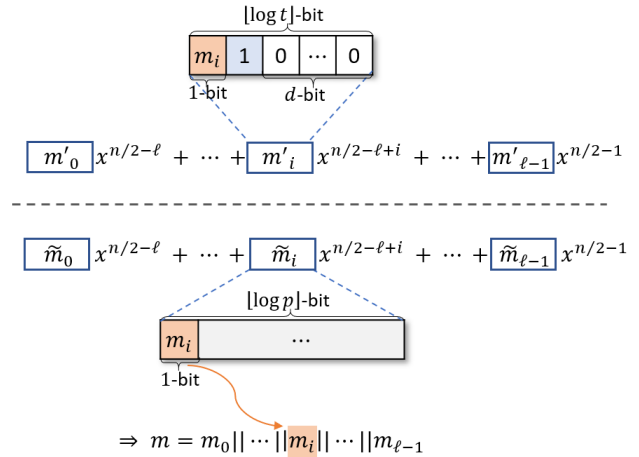 ⌊log t⌋-bit
m_i 1 0 ⋯ 0
1-bit d-bit
m'_0 x^{n/2−ℓ} + ⋯ + m'_i x^{n/2−ℓ+i} + ⋯ + m'_{ℓ−1} x^{n/2−1}
m̃_0 x^{n/2−ℓ} + ⋯ + m̃_i x^{n/2−ℓ+i} + ⋯ + m̃_{ℓ−1} x^{n/2−1}
⌊log p⌋-bit
m_i ⋯
1-bit
⇒ m = m_0|| ⋯ ||m_i|| ⋯ ||m_{ℓ−1}